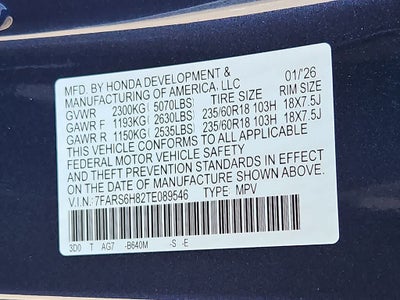 MFD. BY HONDA DEVELOPMENT &
MANUFACTURING OF AMERICA, LLC 01/'26
GVWR 2300KG( 5070LBS) TIRE SIZE RIM SIZE
GAWR F 1193KG( 2630LBS) 235/60R18 103H 18X7.5J
GAWR R 1150KG( 2535LBS) 235/60R18 103H 18X7.5J
THIS VEHICLE CONFORMS TO ALL APPLICABLE
FEDERAL MOTOR VEHICLE SAFETY
AND THEFT PREVENTION STANDARDS IN EFFECT
ON THE DATE OF MANUFACTURE SHOWN ABOVE.
V.I.N.: 7FARS6H82TE089546 TYPE: MPV
3D0 T AG7 -B640M -S -E